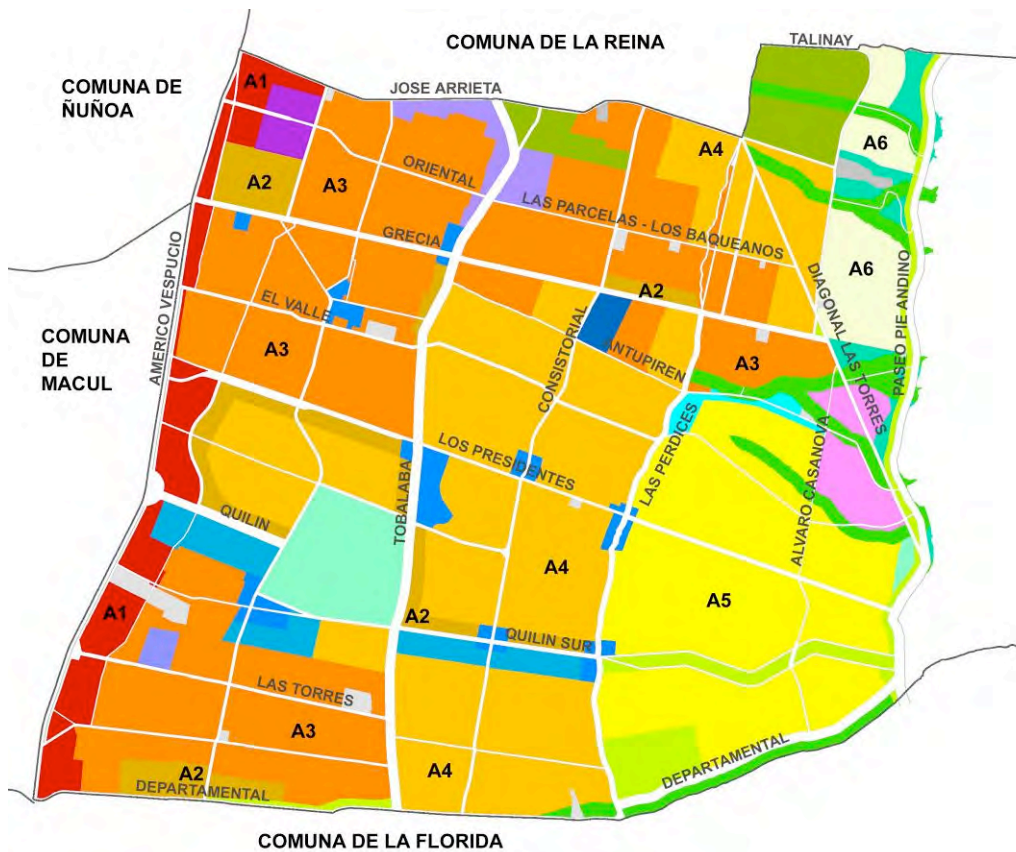 COMUNA DE LA REINA
TALINAY
COMUNA DE
ÑUÑOA
A1
JOSE ARRIETA
A4
A6
A2
A3
ORIENTAL
LAS PARCELAS - LOS BAQUEANOS
GRECIA
A6
AMERICO VESPUCIO
A2
DIAGONAL LAS TORRES
PASEO PIE ANDINO
EL VALLE
CONSISTORIAL
COMUNA
DE
MACUL
A3
ANTUPIREN
A3
LAS PERDICES
LOS PRESIDENTES
TOBALABA
ALVARO CASANOVA
QUILIN
A4
A5
A1
A2
QUILIN SUR
LAS TORRES
A3
A2
A4
DEPARTAMENTAL
DEPARTAMENTAL
COMUNA DE LA FLORIDA